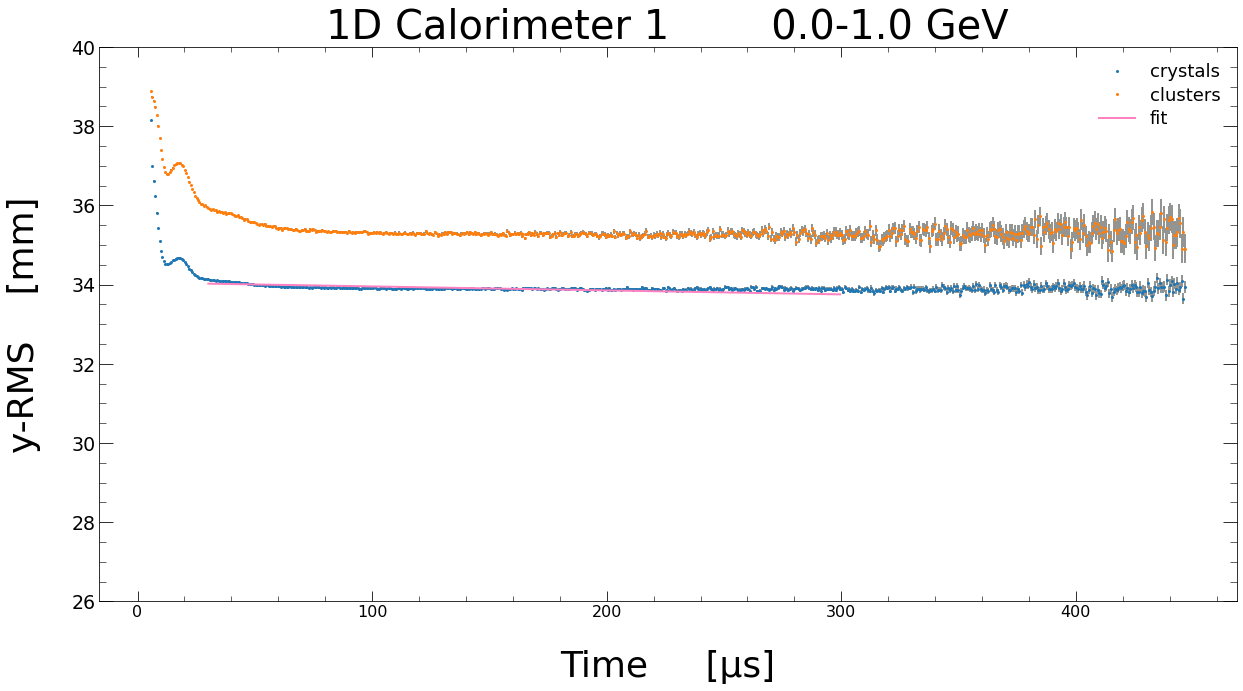 1D Calorimeter 1 0.0-1.0 GeV
crystals
clusters
fit
y-RMS [mm]
40
38
36
34
32
30
28
26
0 100 200 300 400
Time [μs]